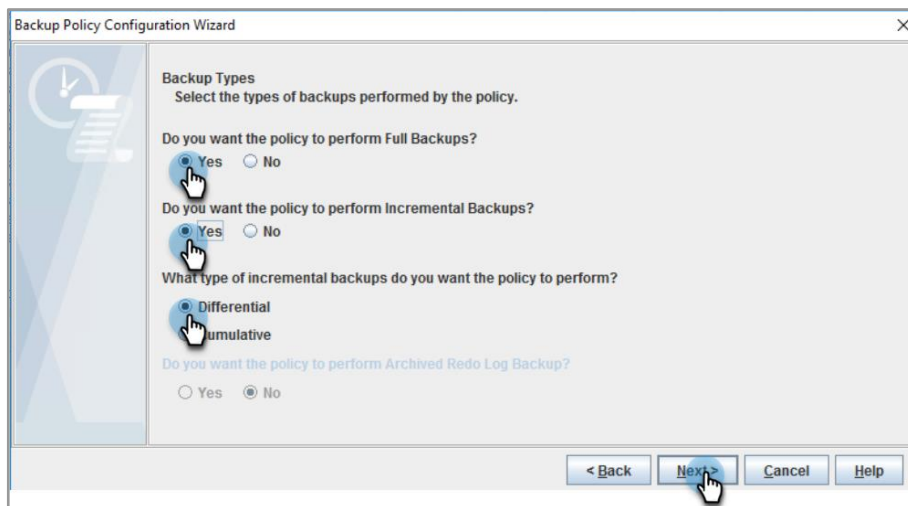 Backup Policy Configuration Wizard
Backup Types
Select the types of backups performed by the policy.
Do you want the policy to perform Full Backups?
Yes No
Do you want the policy to perform Incremental Backups?
Yes No
What type of incremental backups do you want the policy to perform?
Differential
Cumulative
Do you want the policy to perform Archived Redo Log Backup?
Yes No
< Back Next > Cancel Help